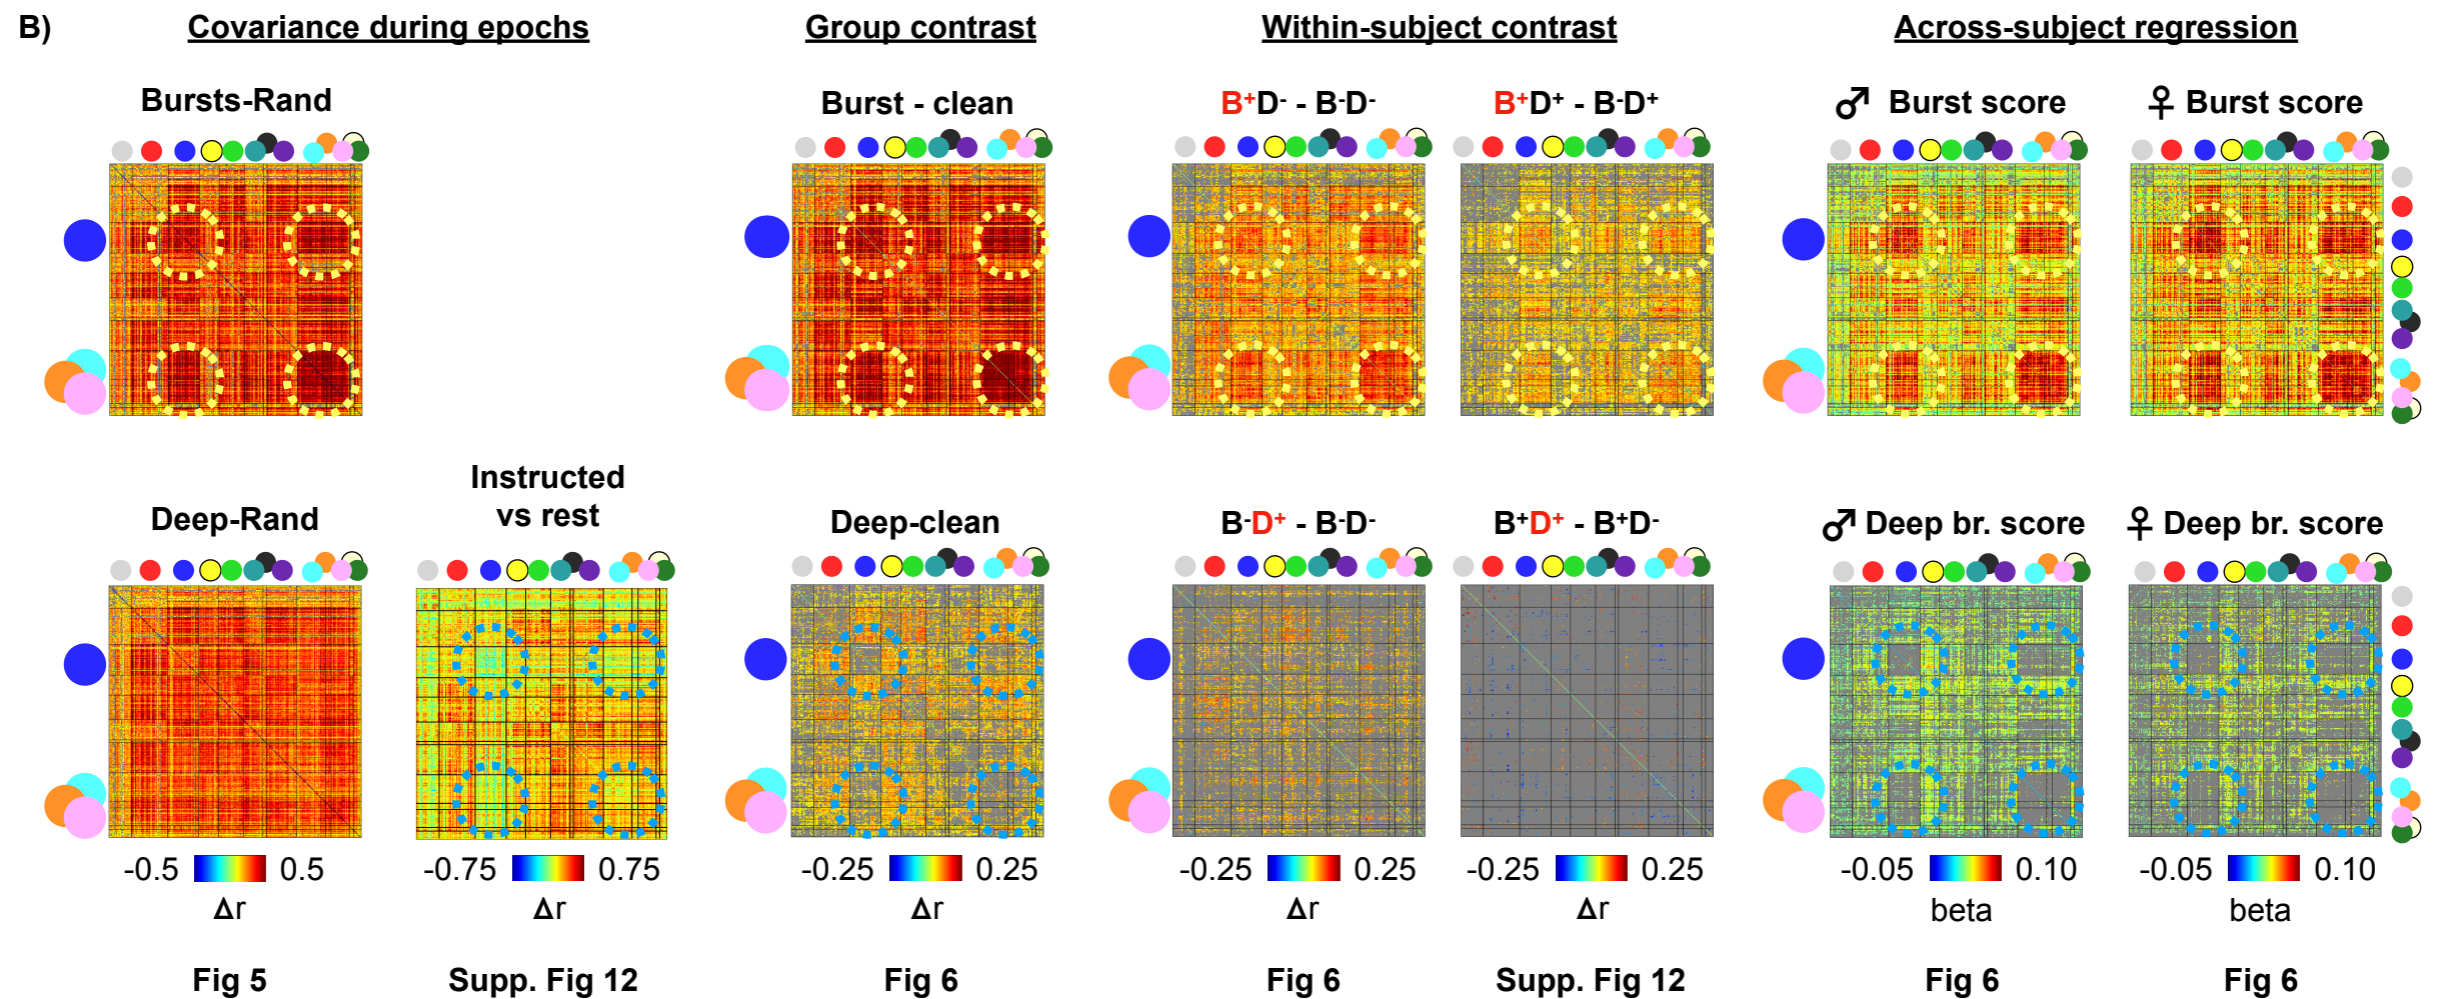 B)
Covariance during epochs
Group contrast
Within-subject contrast
Across-subject regression
Bursts-Rand
Burst - clean
B⁺D⁻ - B⁻D⁻
B⁺D⁺ - B⁻D⁺
♂ Burst score
♀ Burst score
Deep-Rand
Instructed
vs rest
Deep-clean
B⁻D⁺ - B⁻D⁻
B⁺D⁺ - B⁺D⁻
♂ Deep br. score
♀ Deep br. score
-0.5 0.5
-0.75 0.75
-0.25 0.25
-0.25 0.25
-0.25 0.25
-0.05 0.10
-0.05 0.10
Δr
Δr
Δr
Δr
Δr
beta
beta
Fig 5
Supp. Fig 12
Fig 6
Fig 6
Supp. Fig 12
Fig 6
Fig 6